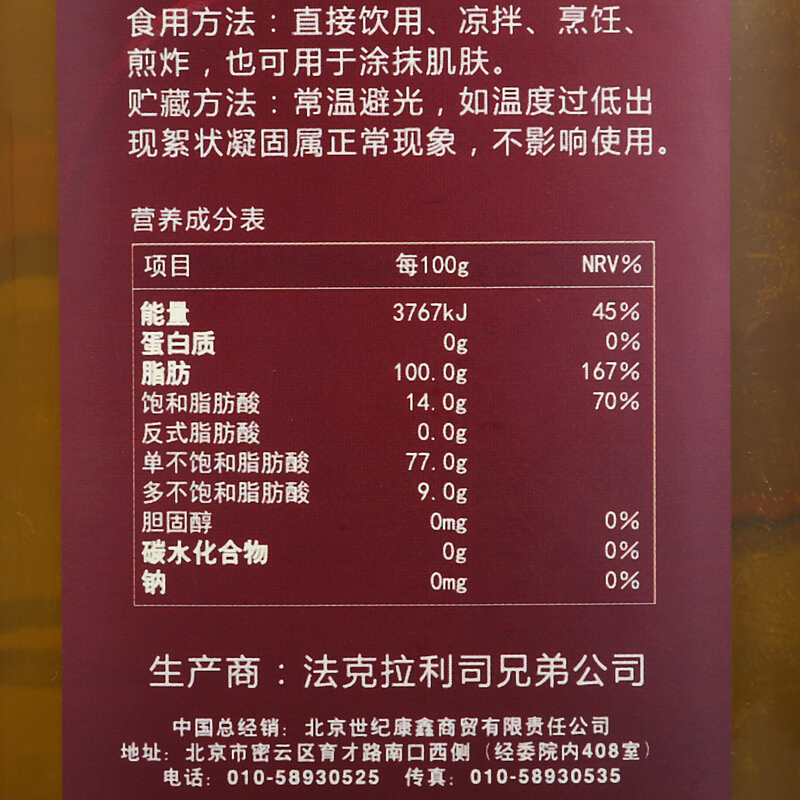 食用方法：直接饮用、凉拌、烹饪、
煎炸，也可用于涂抹肌肤。
贮藏方法：常温避光，如温度过低出
现絮状凝固属正常现象，不影响使用。
营养成分表
项目 每100g NRV%
能量 3767kJ 45%
蛋白质 0g 0%
脂肪 100.0g 167%
饱和脂肪酸 14.0g 70%
反式脂肪酸 0.0g
单不饱和脂肪酸 77.0g
多不饱和脂肪酸 9.0g
胆固醇 0mg 0%
碳水化合物 0g 0%
钠 0mg 0%
生产商：法克拉利司兄弟公司
中国总经销：北京世纪康鑫商贸有限责任公司
地址：北京市密云区育才路南口西侧（经委院内408室）
电话：010-58930525 传真：010-58930535